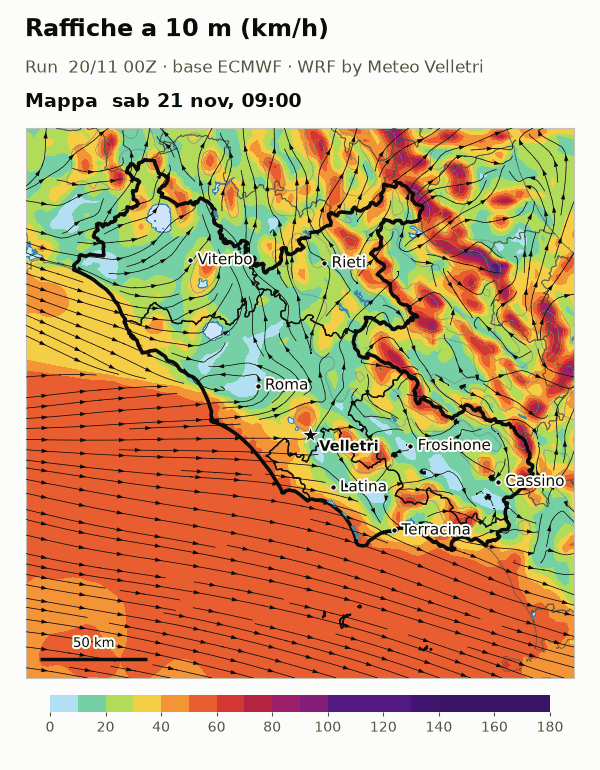 Raffiche a 10 m (km/h)
Run  20/11 00Z · base ECMWF · WRF by Meteo Velletri
Mappa  sab 21 nov, 09:00
Viterbo
Rieti
Roma
Velletri
Frosinone
Cassino
Latina
Terracina
50 km
0 20 40 60 80 100 120 140 160 180